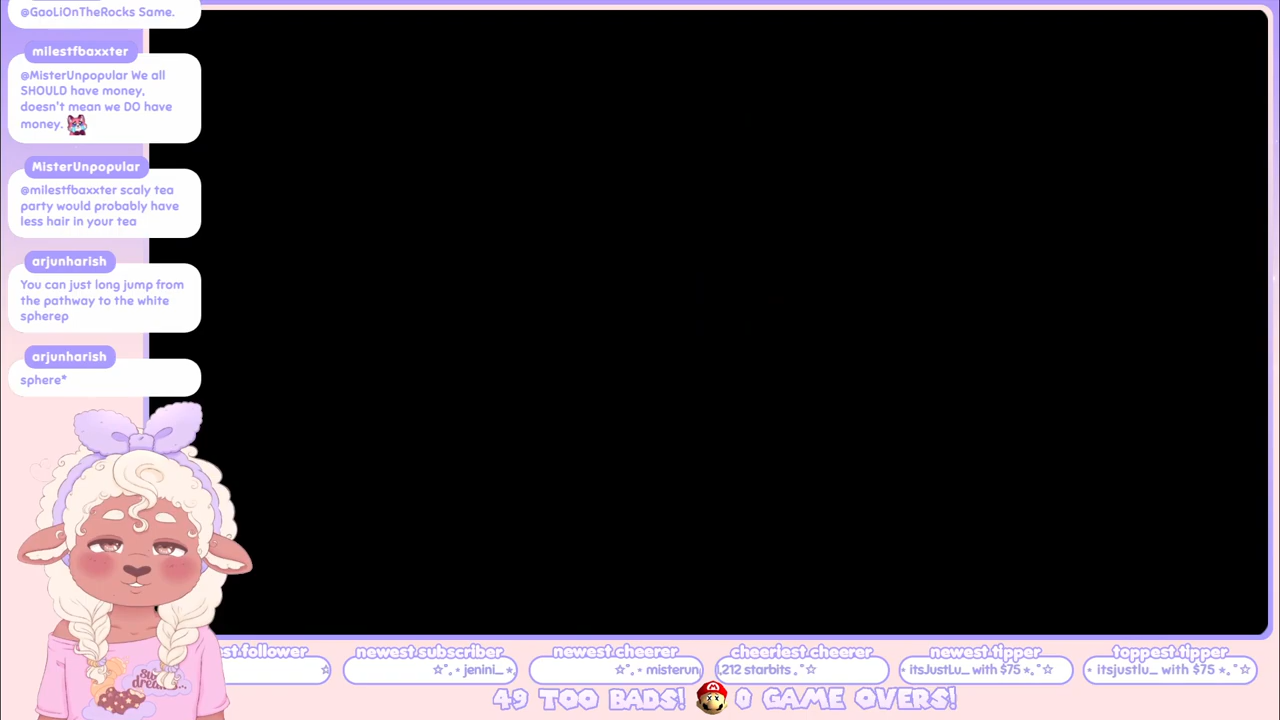 @GaoLiOnTheRocks Same.
milestfbaxxter
@MisterUnpopular We all
SHOULD have money,
doesn't mean we DO have
money.
MisterUnpopular
@milestfbaxxter scaly tea
party would probably have
less hair in your tea
arjunharish
You can just long jump from
the pathway to the white
spherep
arjunharish
sphere*
st follower
newest subscriber
newest cheerer
cheeriest cheerer
newest tipper
toppest tipper
☆
☆",⋆ jenini_ ⋆
☆",⋆ misterun
,212 starbits ,"☆
⋆ itsJustLu_ with $75 ⋆,"☆
⋆ itsjustlu_ with $75 ⋆,"☆
49 TOO BADS! 0 GAME OVERS!